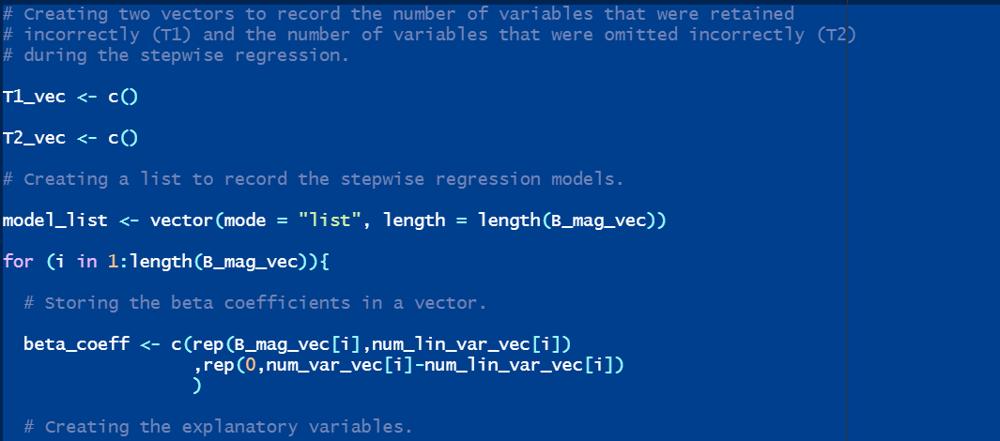 # Creating two vectors to record the number of variables that were retained
# incorrectly (T1) and the number of variables that were omitted incorrectly (T2)
# during the stepwise regression.
T1_vec <- c()
T2_vec <- c()
# Creating a list to record the stepwise regression models.
model_list <- vector(mode = "list", length = length(B_mag_vec))
for (i in 1:length(B_mag_vec)){
  # Storing the beta coefficients in a vector.
  beta_coeff <- c(rep(B_mag_vec[i],num_lin_var_vec[i])
                  ,rep(0,num_var_vec[i]-num_lin_var_vec[i])
                  )
  # Creating the explanatory variables.